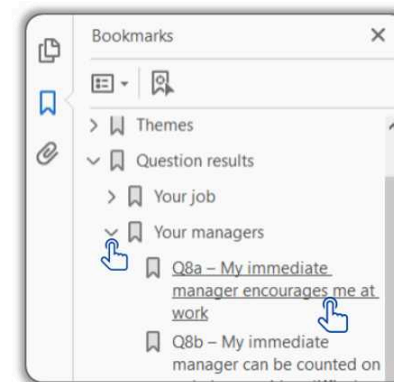 Bookmarks
Themes
Question results
Your job
Your managers
Q8a – My immediate
manager encourages me at
work
Q8b – My immediate
manager can be counted on